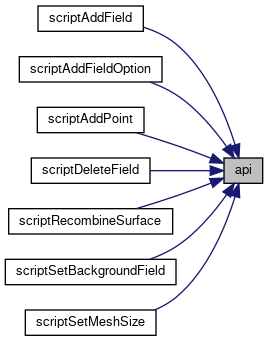 scriptAddField
scriptAddFieldOption
scriptAddPoint
scriptDeleteField
api
scriptRecombineSurface
scriptSetBackgroundField
scriptSetMeshSize